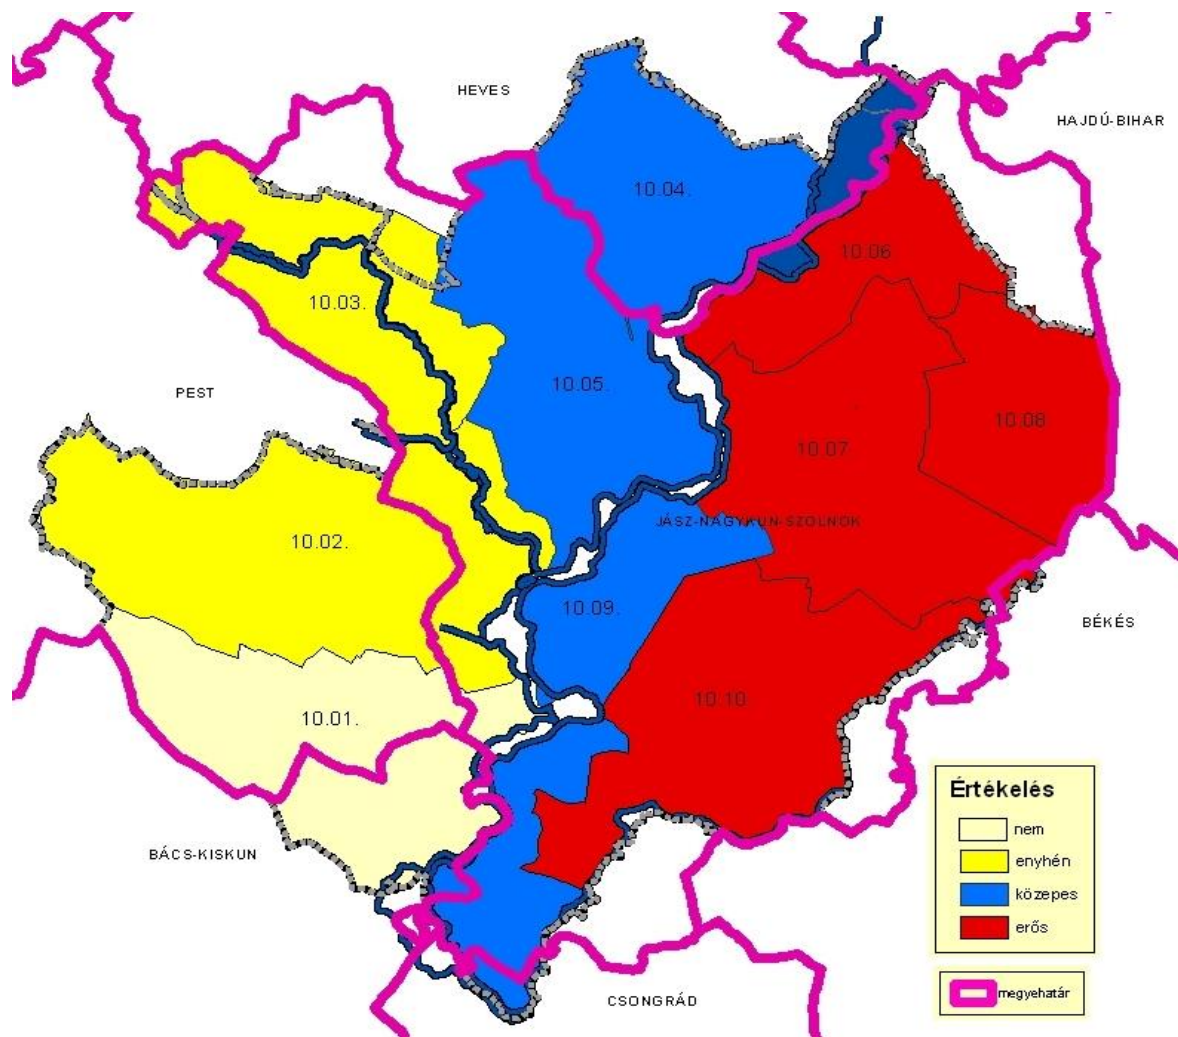 HEVES
HAJDÚ-BIHAR
10.04.
10.06
10.03.
10.05.
PEST
10.08
10.07
JÁSZ-NAGYKUN-SZOLNOK
10.02.
10.09.
BÉKÉS
10.10
10.01.
BÁCS-KISKUN
CSONGRÁD
Értékelés
nem
enyhén
közepes
erős
megyehatár